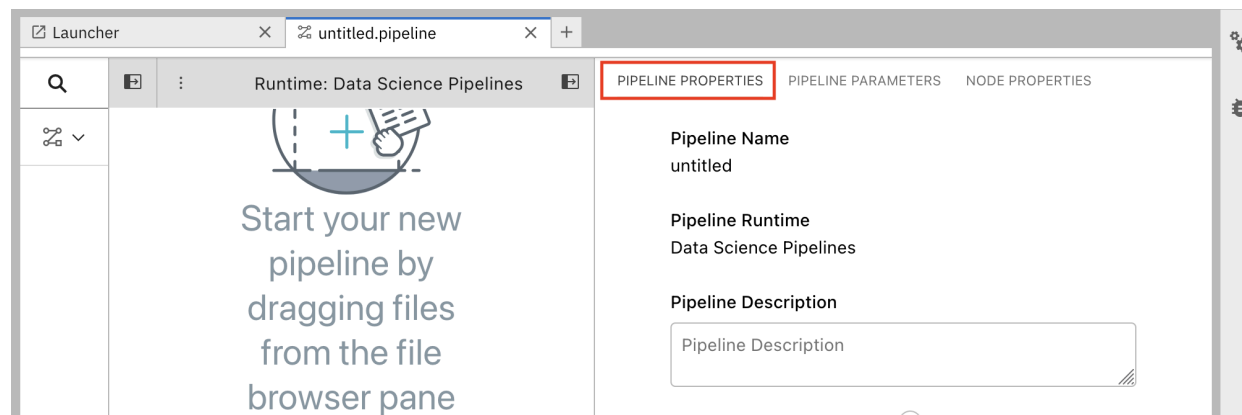 Launcher
untitled.pipeline
Runtime: Data Science Pipelines
PIPELINE PROPERTIES
PIPELINE PARAMETERS
NODE PROPERTIES
Start your new
pipeline by
dragging files
from the file
browser pane
Pipeline Name
untitled
Pipeline Runtime
Data Science Pipelines
Pipeline Description
Pipeline Description